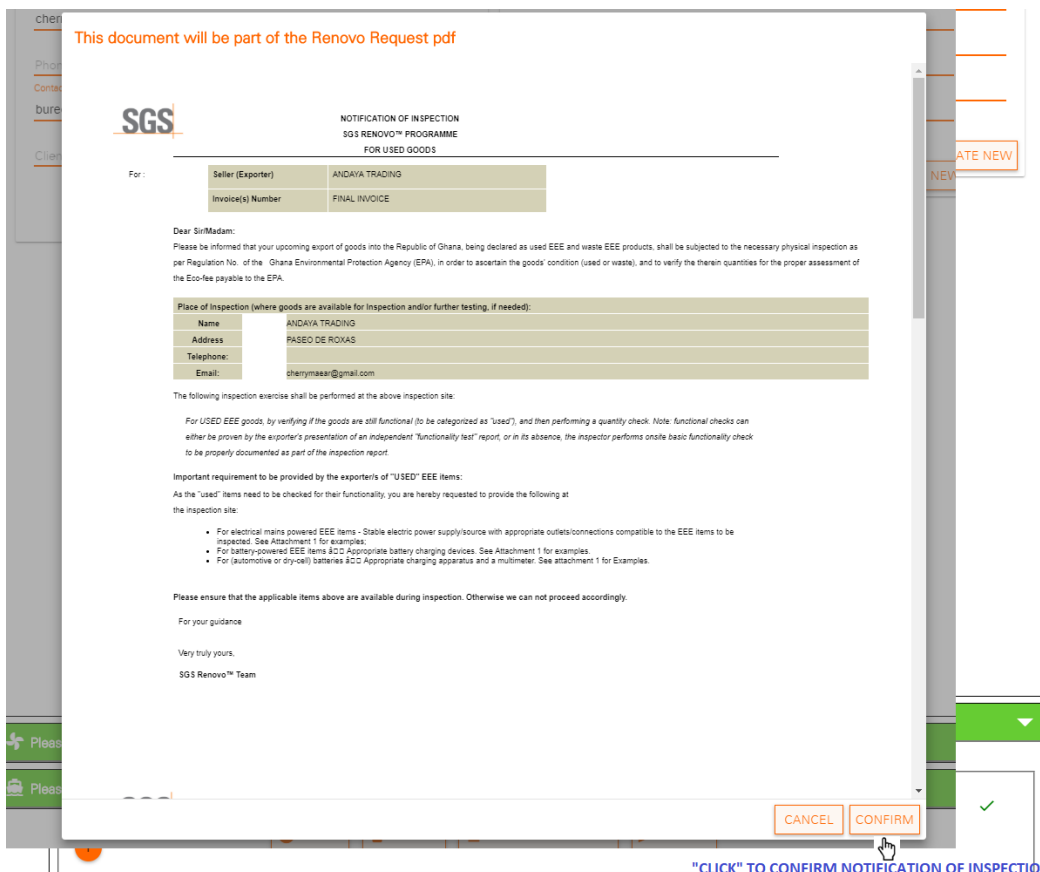 cher
This document will be part of the Renovo Request pdf
Phon
Contac
bure
Clien
ATE NEW
NEW
SGS
NOTIFICATION OF INSPECTION
SGS RENOVO™ PROGRAMME
FOR USED GOODS
For :
Seller (Exporter) ANDAYA TRADING
Invoice(s) Number FINAL INVOICE
Dear Sir/Madam:
Please be informed that your upcoming export of goods into the Republic of Ghana, being declared as used EEE and waste EEE products, shall be subjected to the necessary physical inspection as
per Regulation No. of the Ghana Environmental Protection Agency (EPA), in order to ascertain the goods' condition (used or waste), and to verify the therein quantities for the proper assessment of
the Eco-fee payable to the EPA.
Place of Inspection (where goods are available for Inspection and/or further testing, if needed):
Name ANDAYA TRADING
Address PASEO DE ROXAS
Telephone:
Email: cherrymaear@gmail.com
The following inspection exercise shall be performed at the above inspection site:
For USED EEE goods, by verifying if the goods are still functional (to be categorized as "used"), and then performing a quantity check. Note: functional checks can
either be proven by the exporter's presentation of an independent "functionality test" report, or in its absence, the inspector performs onsite basic functionality check
to be properly documented as part of the inspection report.
Important requirement to be provided by the exporter/s of "USED" EEE items:
As the "used" items need to be checked for their functionality, you are hereby requested to provide the following at
the inspection site:
• For electrical mains powered EEE items - Stable electric power supply/source with appropriate outlets/connections compatible to the EEE items to be
inspected. See Attachment 1 for examples;
• For battery-powered EEE items â□□ Appropriate battery charging devices. See Attachment 1 for examples.
• For (automotive or dry-cell) batteries â□□ Appropriate charging apparatus and a multimeter. See attachment 1 for Examples.
Please ensure that the applicable items above are available during inspection. Otherwise we can not proceed accordingly.
For your guidance
Very truly yours,
SGS Renovo™ Team
Pleas
Pleas
CANCEL CONFIRM
"CLICK" TO CONFIRM NOTIFICATION OF INSPECTIO